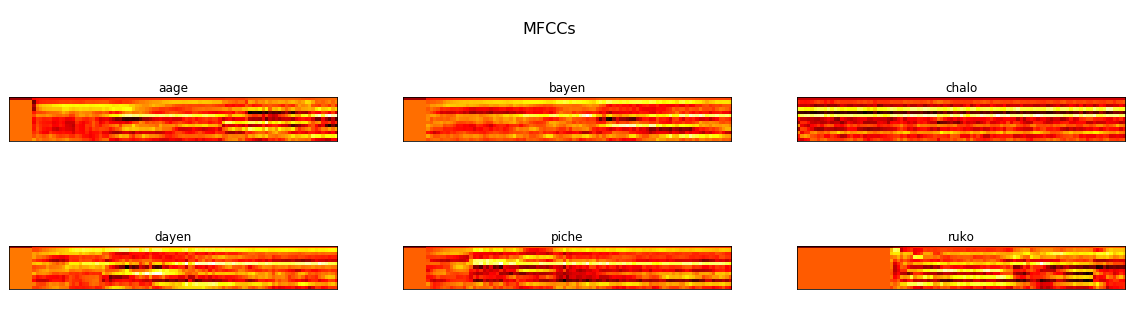 MFCCs
aage
bayen
chalo
dayen
piche
ruko